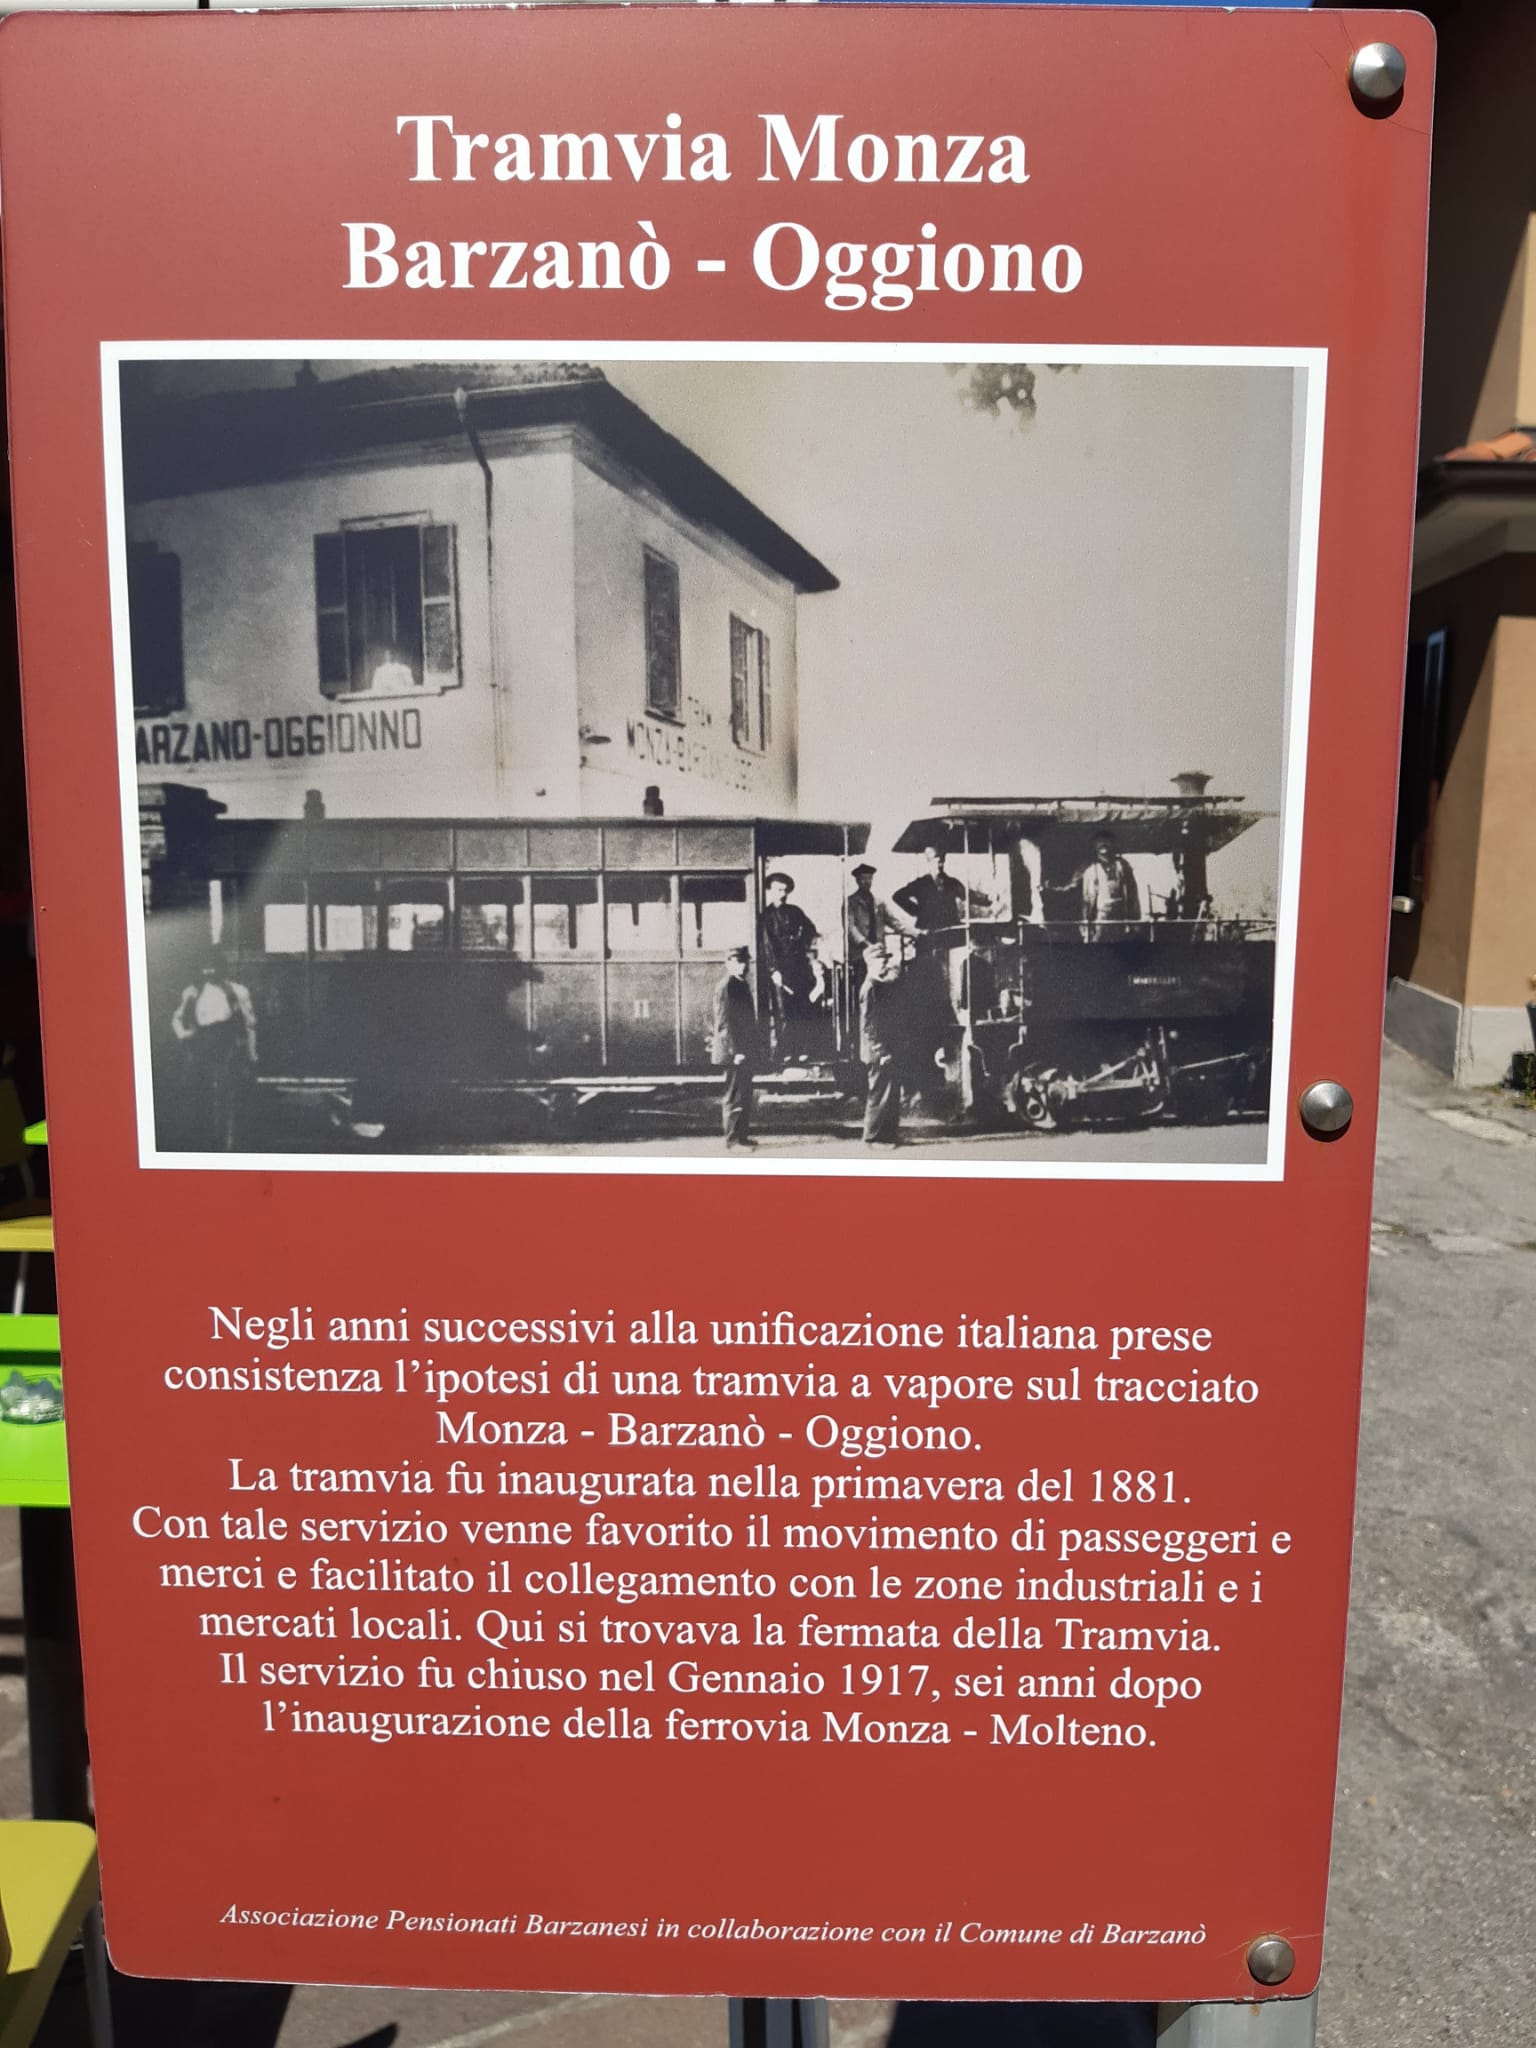 Tramvia Monza
Barzanò - Oggiono
ARZANO-OGGIONNO
Negli anni successivi alla unificazione italiana prese
consistenza l’ipotesi di una tramvia a vapore sul tracciato
Monza - Barzanò - Oggiono.
La tramvia fu inaugurata nella primavera del 1881.
Con tale servizio venne favorito il movimento di passeggeri e
merci e facilitato il collegamento con le zone industriali e i
mercati locali. Qui si trovava la fermata della Tramvia.
Il servizio fu chiuso nel Gennaio 1917, sei anni dopo
l’inaugurazione della ferrovia Monza - Molteno.
Associazione Pensionati Barzanesi in collaborazione con il Comune di Barzanò